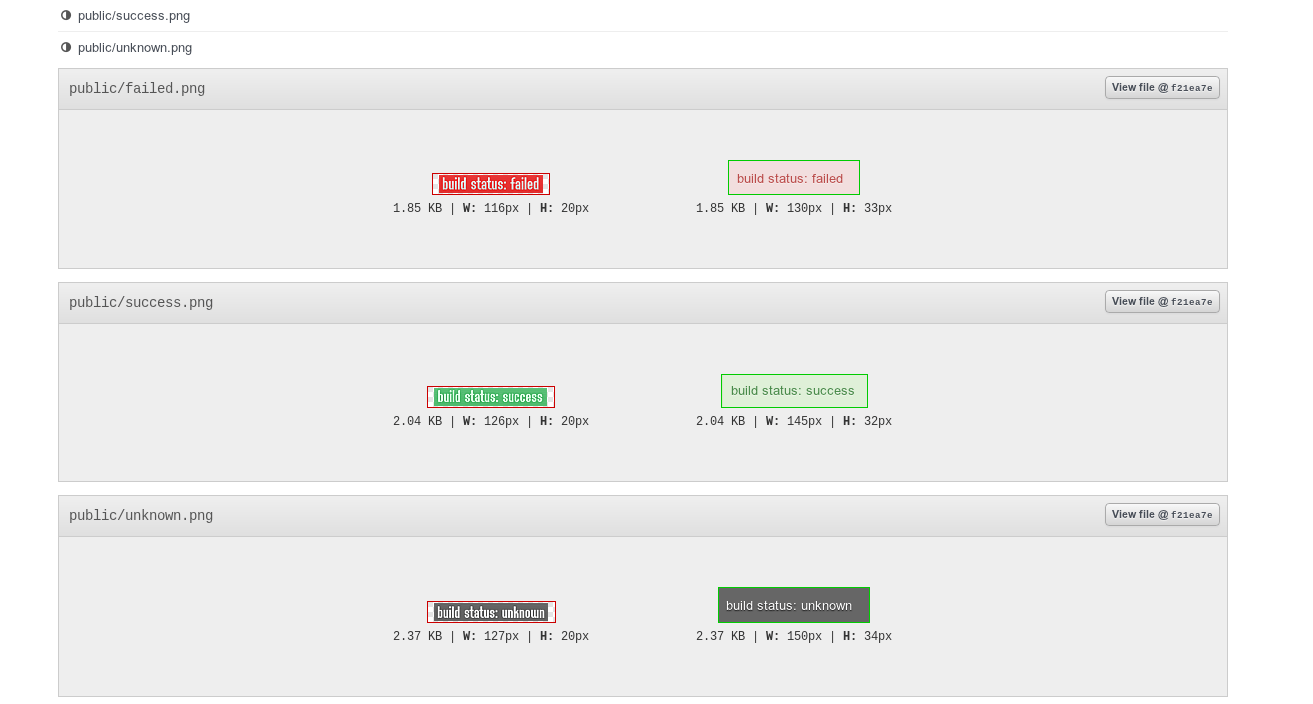 public/success.png
public/unknown.png
public/failed.png View file @ f21ea7e
build status: failed build status: failed
1.85 KB | W: 116px | H: 20px 1.85 KB | W: 130px | H: 33px
public/success.png View file @ f21ea7e
build status: success build status: success
2.04 KB | W: 126px | H: 20px 2.04 KB | W: 145px | H: 32px
public/unknown.png View file @ f21ea7e
build status: unknown build status: unknown
2.37 KB | W: 127px | H: 20px 2.37 KB | W: 150px | H: 34px